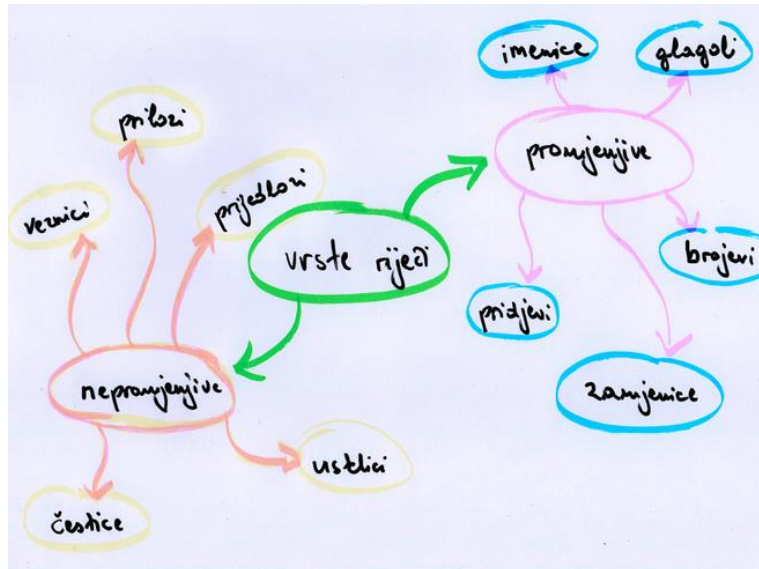 imenice
glagoli
prilozi
promjenjive
prijedlozi
veznici
vrste riječi
brojevi
pridjevi
nepromjenjive
zamjenice
usklici
čestice